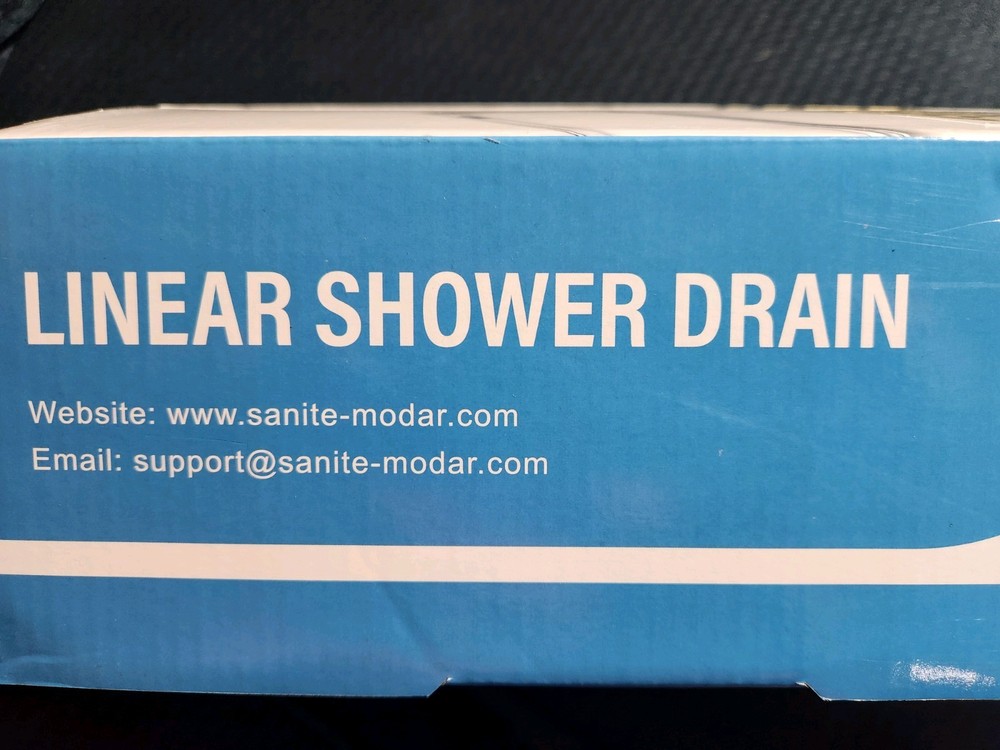 LINEAR SHOWER DRAIN
Website: www.sanite-modar.com
Email: support@sanite-modar.com